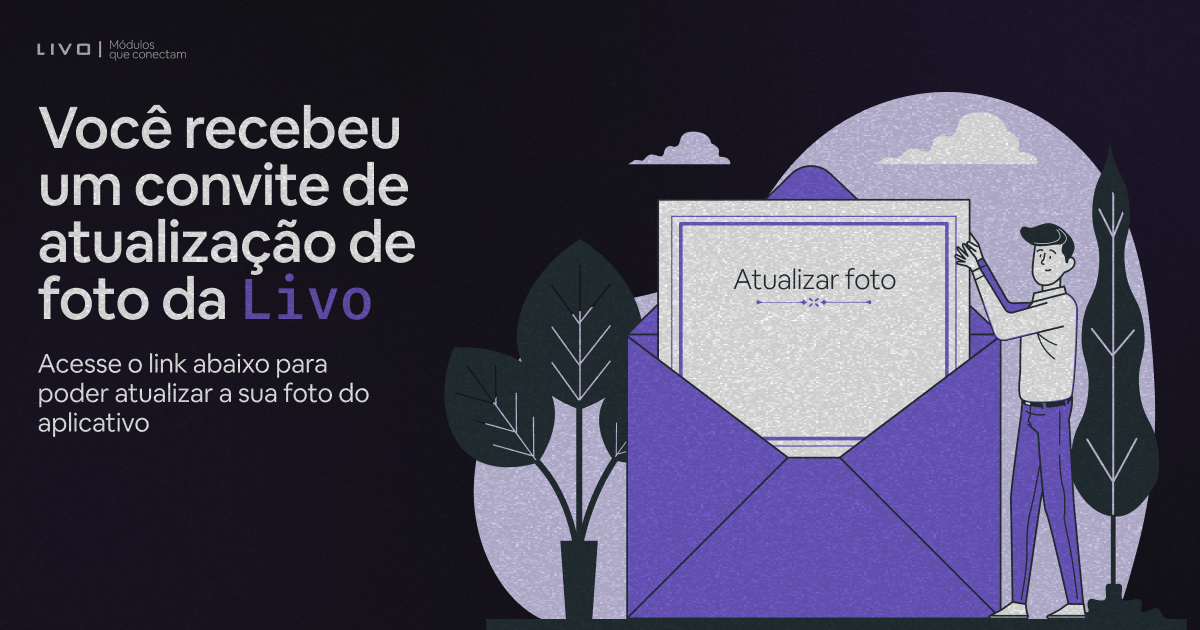 LIVO | Módulos
que conectam
Você recebeu
um convite de
atualização de
foto da Livo
Acesse o link abaixo para
poder atualizar a sua foto do
aplicativo
Atualizar foto